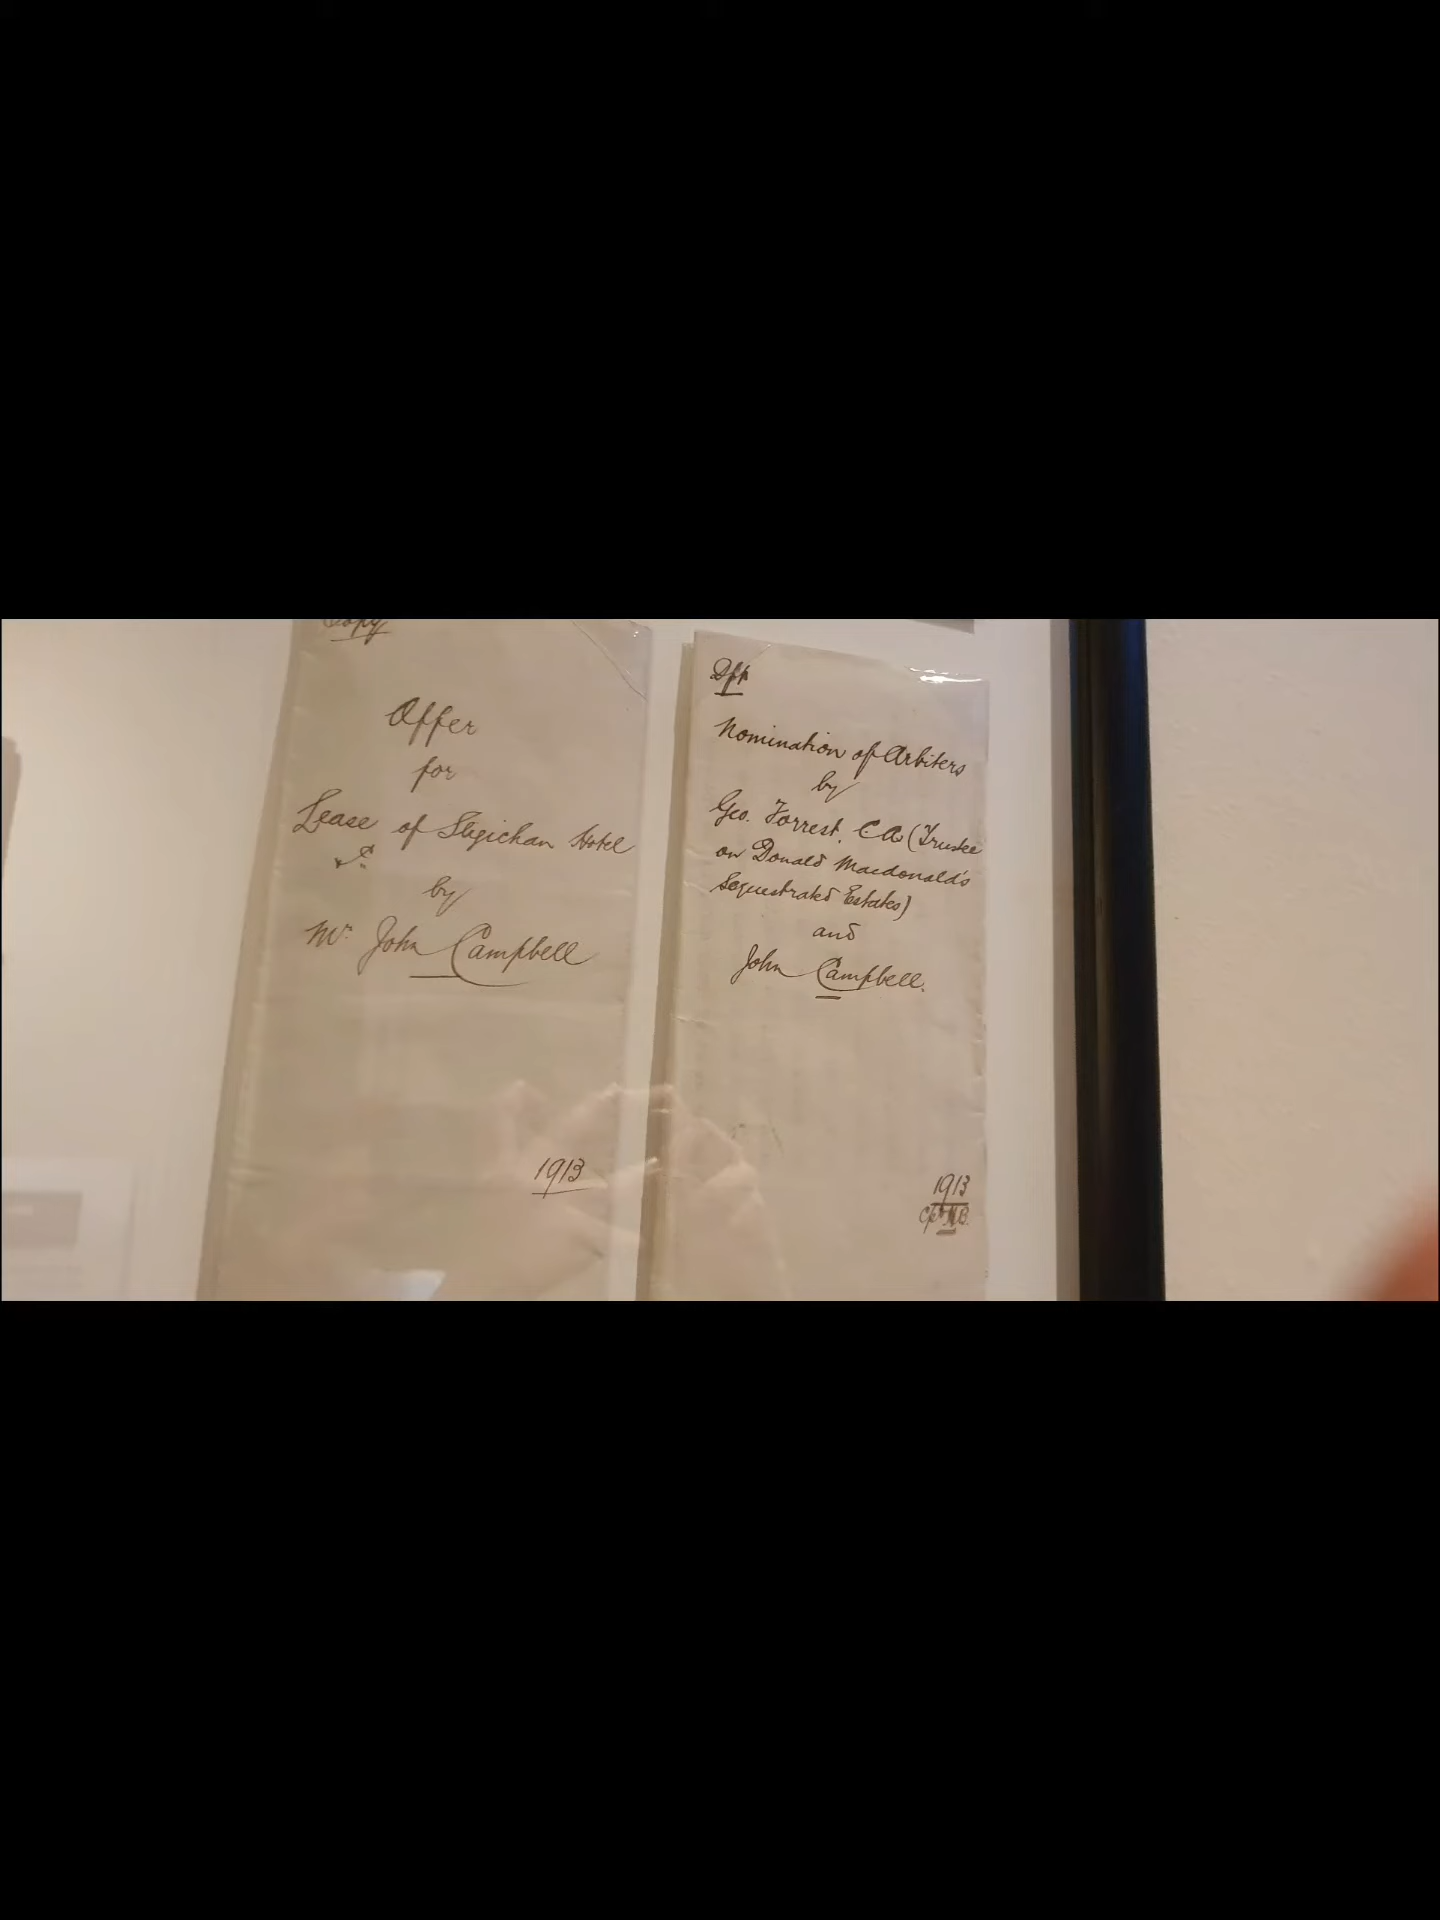 Copy
Offer
for
Lease of Sligichan Hotel
&c.
by
Mr. John Campbell
1913
Dft
Nomination of Arbiters
by
Geo. Forrest, C.A. (Trustee
on Donald Macdonald's
Sequestrated Estates)
and
John Campbell.
1913